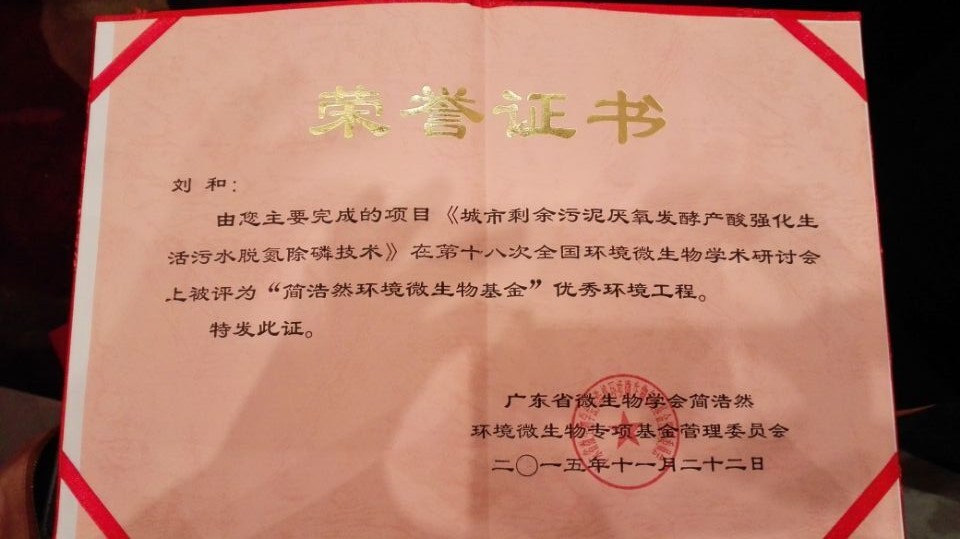 荣誉证书
刘 和：
由您主要完成的项目《城市剩余污泥厌氧发酵产酸强化生
活污水脱氮除磷技术》在第十八次全国环境微生物学术研讨会
上被评为“简浩然环境微生物基金”优秀环境工程。
特发此证。
广东省微生物学会简浩然
环境微生物专项基金管理委员会
二〇一五年十一月二十二日